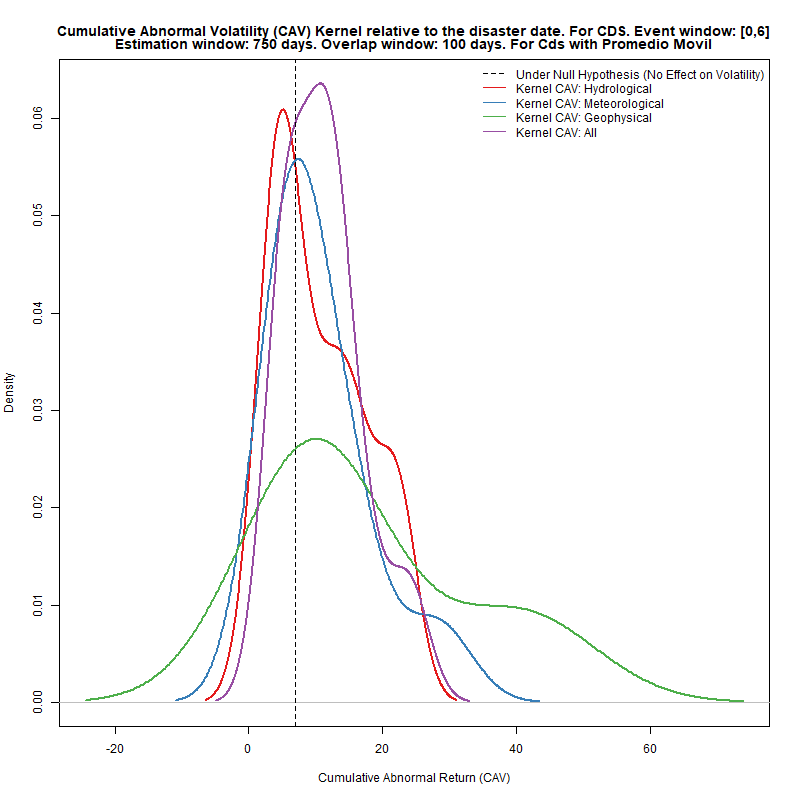 Cumulative Abnormal Volatility (CAV) Kernel relative to the disaster date. For CDS. Event window: [0,6]
Estimation window: 750 days. Overlap window: 100 days. For Cds with Promedio Movil
Under Null Hypothesis (No Effect on Volatility)
Kernel CAV: Hydrological
Kernel CAV: Meteorological
Kernel CAV: Geophysical
Kernel CAV: All
0.06
0.05
0.04
0.03
0.02
0.01
0.00
Density
-20 0 20 40 60
Cumulative Abnormal Return (CAV)